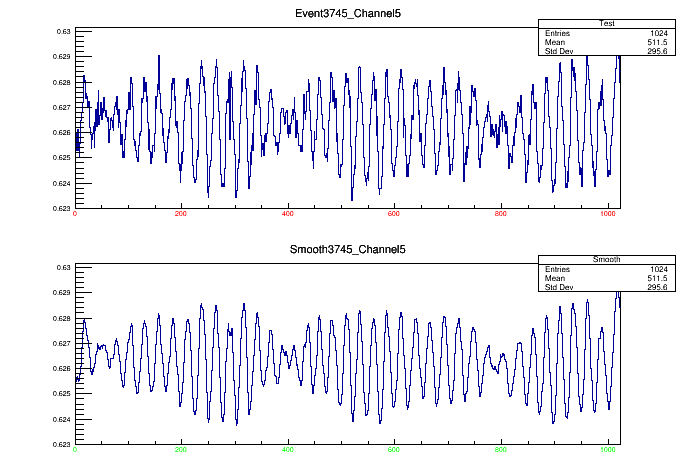 Event3745_Channel5
Test
Entries 1024
Mean 511.5
Std Dev 295.6
0.63
0.629
0.628
0.627
0.626
0.625
0.624
0.623
0 200 400 600 800 1000
Smooth3745_Channel5
Smooth
Entries 1024
Mean 511.5
Std Dev 295.6
0.63
0.629
0.628
0.627
0.626
0.625
0.624
0.623
0 200 400 600 800 1000